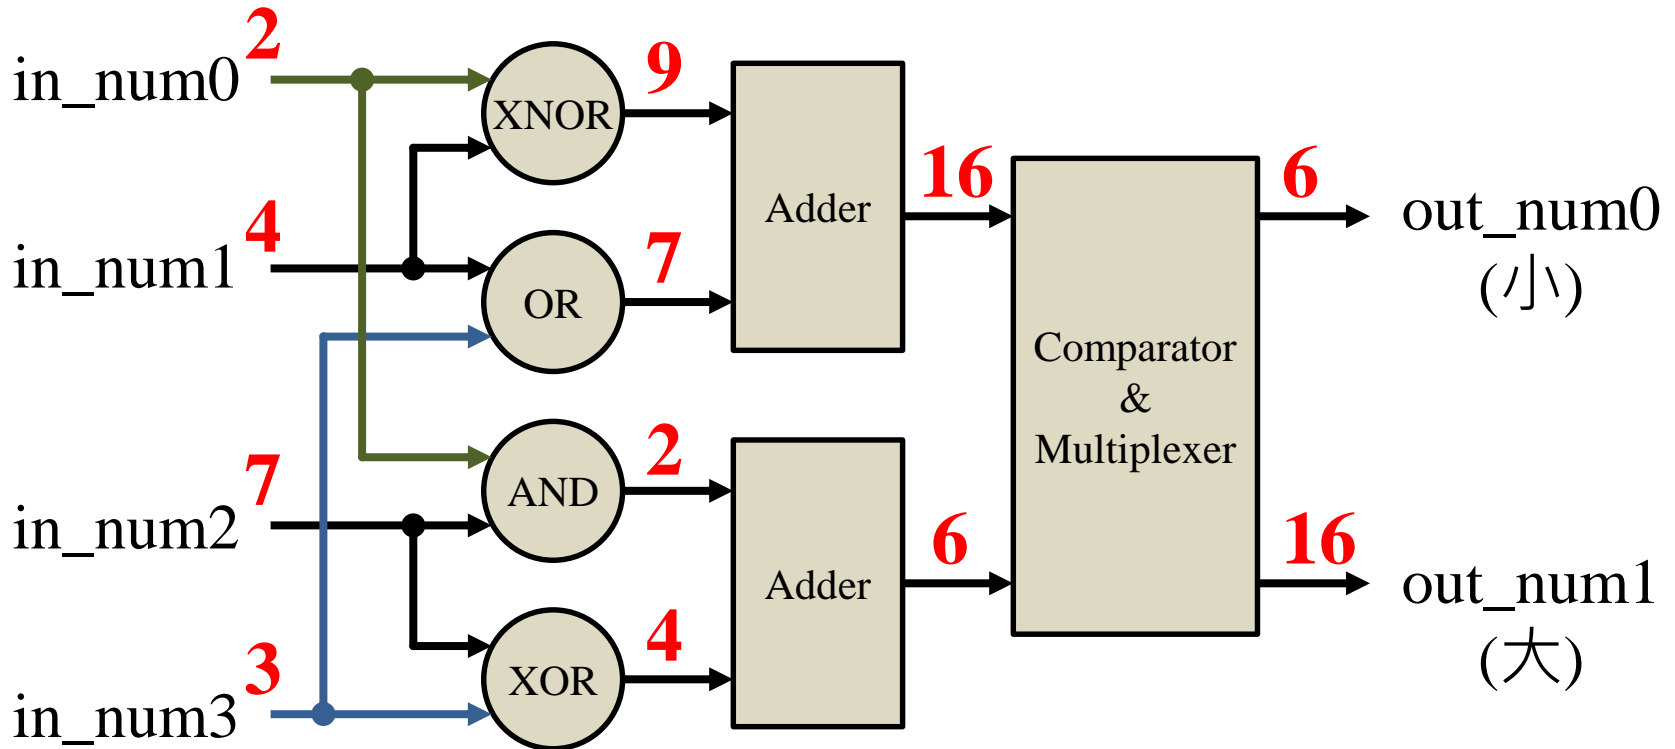 in_num0
2
in_num1
4
in_num2
7
in_num3
3
XNOR
9
OR
7
AND
2
XOR
4
Adder
16
Adder
6
Comparator
&
Multiplexer
6
out_num0
(小)
16
out_num1
(大)